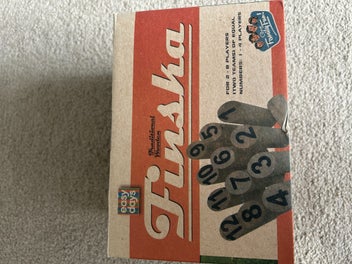 easy
days
Traditional
Wooden
Finska
FOR 2 - 8 PLAYERS
(TWO TEAMS) OF EQUAL
NUMBERS: 1 - 4 PLAYERS
5
9
10
6
1
11
3
7
2
12
8
4